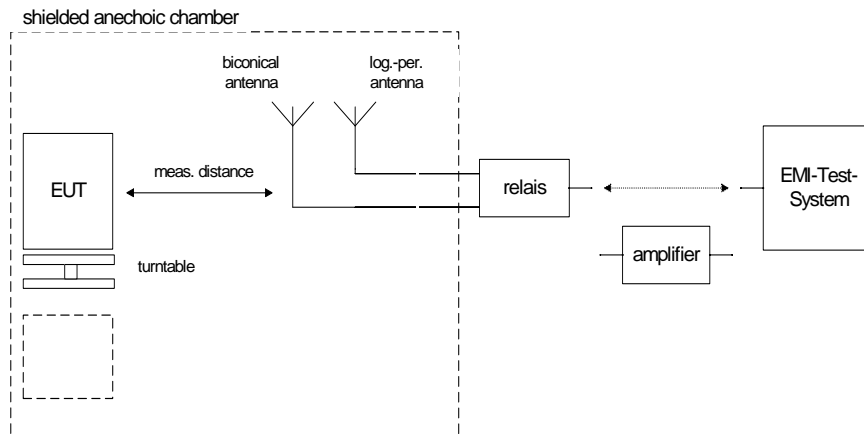 shielded anechoic chamber
biconical
antenna
log.-per.
antenna
EUT
meas. distance
relais
EMI-Test-
System
amplifier
turntable